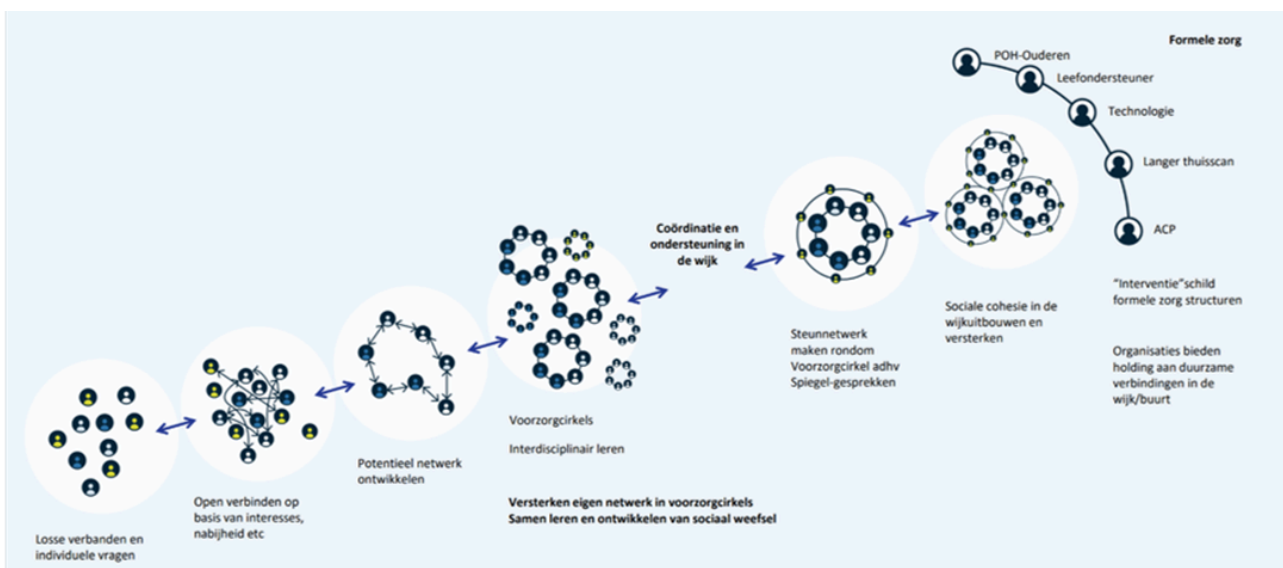 Losse verbanden en
individuele vragen
Open verbinden op
basis van interesses,
nabijheid etc
Potentieel netwerk
ontwikkelen
Voorzorgcirkels
Interdisciplinair leren
Versterken eigen netwerk in voorzorgcirkels
Samen leren en ontwikkelen van sociaal weefsel
Coördinatie en
ondersteuning in
de wijk
Steunnetwerk
maken rondom
Voorzorgcirkel adhv
Spiegel-gesprekken
Sociale cohesie in de
wijkuitbouwen en
versterken
Formele zorg
POH-Ouderen
Leefondersteuner
Technologie
Langer thuisscan
ACP
"Interventie"schild
formele zorg structuren
Organisaties bieden
holding aan duurzame
verbindingen in de
wijk/buurt